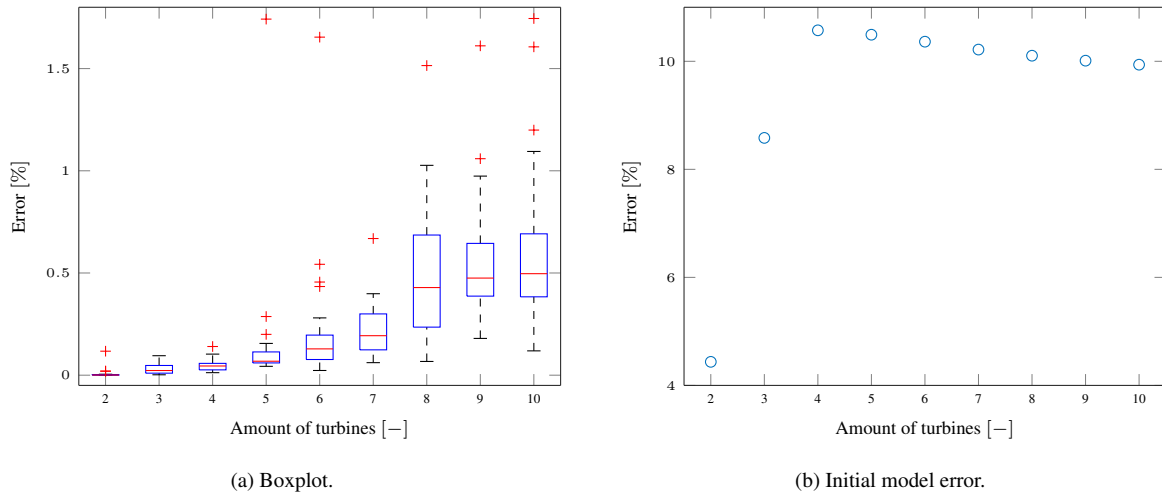 1.5
1
0.5
0
Error [%]
2 3 4 5 6 7 8 9 10
Amount of turbines [−]
(a) Boxplot.
10
8
6
4
Error [%]
2 3 4 5 6 7 8 9 10
Amount of turbines [−]
(b) Initial model error.